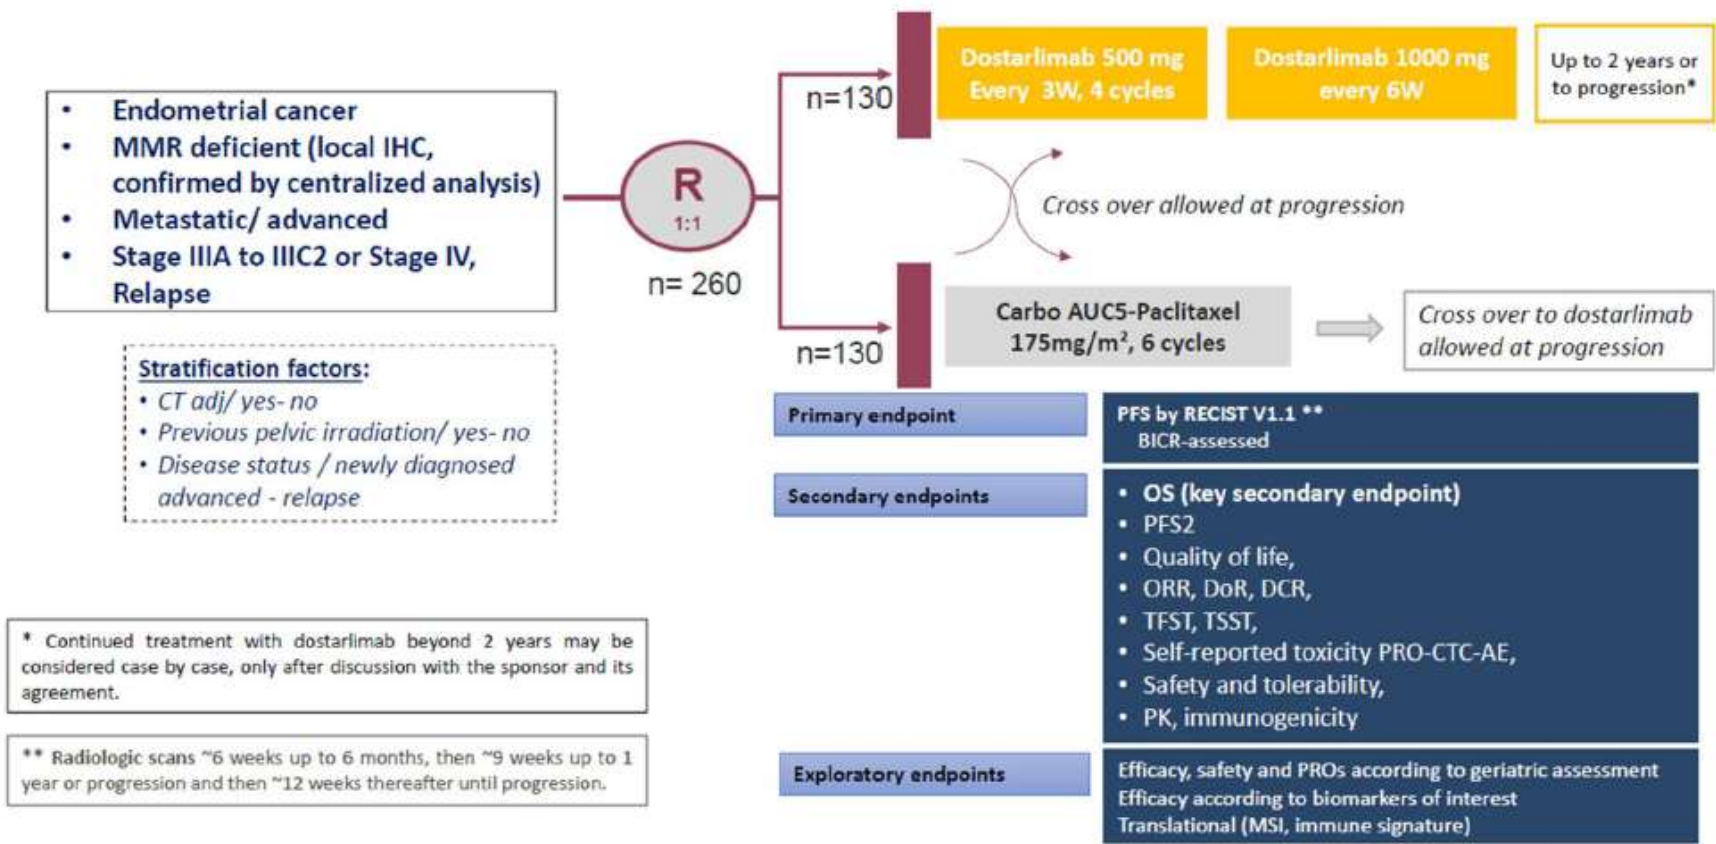 • Endometrial cancer
• MMR deficient (local IHC,
confirmed by centralized analysis)
• Metastatic/ advanced
• Stage IIIA to IIIC2 or Stage IV,
Relapse
Stratification factors:
• CT adj/ yes- no
• Previous pelvic irradiation/ yes- no
• Disease status / newly diagnosed
advanced - relapse
R
1:1
n= 260
n=130
Dostarlimab 500 mg
Every 3W, 4 cycles
Dostarlimab 1000 mg
every 6W
Up to 2 years or
to progression*
Cross over allowed at progression
n=130
Carbo AUC5-Paclitaxel
175mg/m², 6 cycles
Cross over to dostarlimab
allowed at progression
Primary endpoint
PFS by RECIST V1.1 **
BICR-assessed
Secondary endpoints
• OS (key secondary endpoint)
• PFS2
• Quality of life,
• ORR, DoR, DCR,
• TFST, TSST,
• Self-reported toxicity PRO-CTC-AE,
• Safety and tolerability,
• PK, immunogenicity
Exploratory endpoints
Efficacy, safety and PROs according to geriatric assessment
Efficacy according to biomarkers of interest
Translational (MSI, immune signature)
* Continued treatment with dostarlimab beyond 2 years may be
considered case by case, only after discussion with the sponsor and its
agreement.
** Radiologic scans ~6 weeks up to 6 months, then ~9 weeks up to 1
year or progression and then ~12 weeks thereafter until progression.